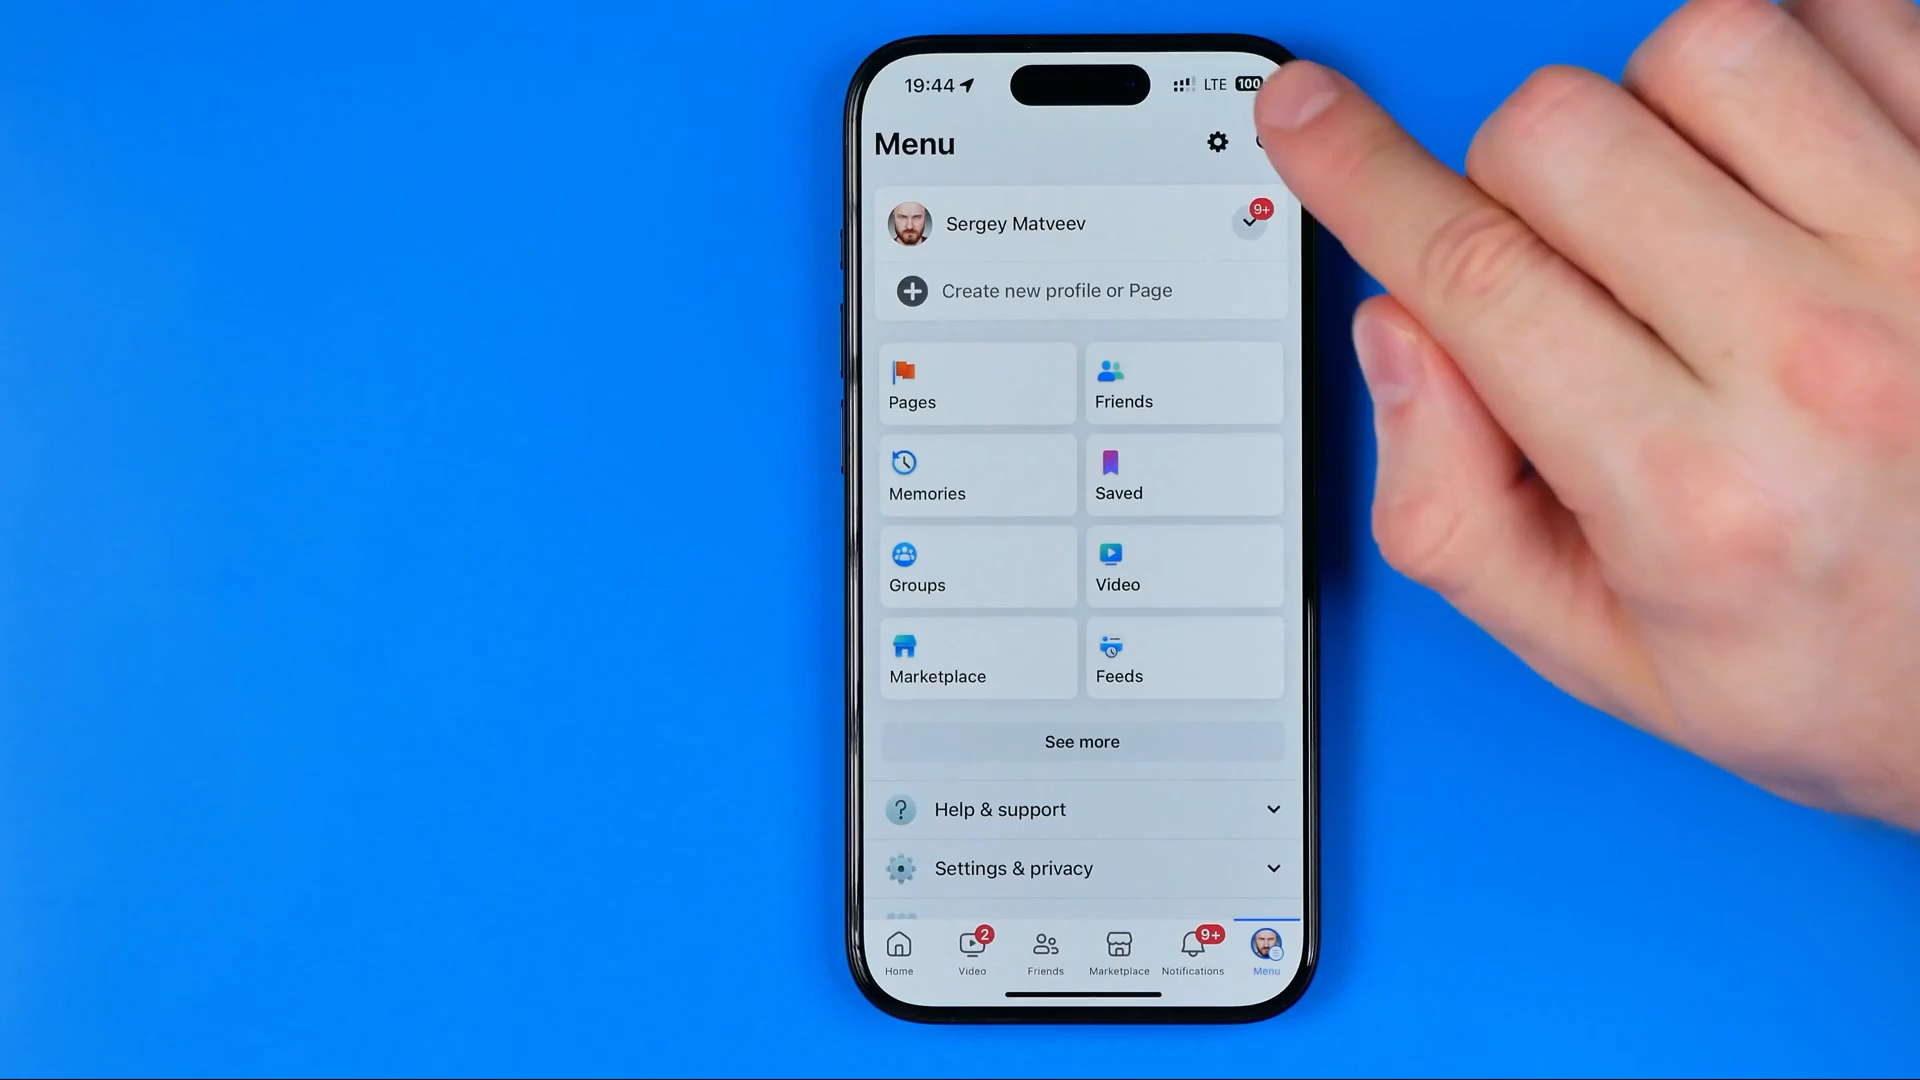 19:44 LTE 100
Menu
Sergey Matveev 9+
Create new profile or Page
Pages Friends
Memories Saved
Groups Video
Marketplace Feeds
See more
? Help & support
Settings & privacy
2 9+
Home Video Friends Marketplace Notifications Menu